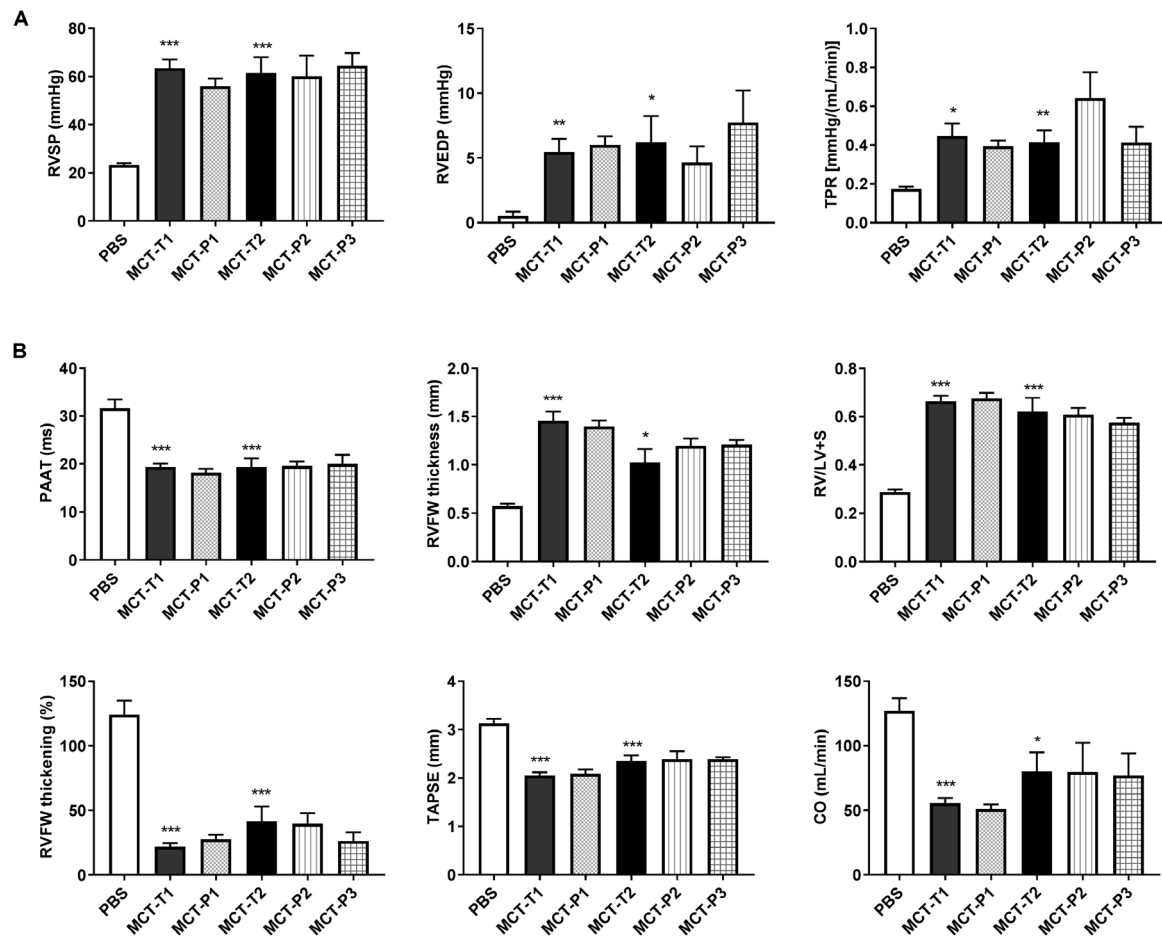 A
RVSP (mmHg)
80
60
40
20
0
***
***
PBS
MCT-T1
MCT-P1
MCT-T2
MCT-P2
MCT-P3
RVEDP (mmHg)
15
10
5
0
**
*
PBS
MCT-T1
MCT-P1
MCT-T2
MCT-P2
MCT-P3
TPR [mmHg/(mL/min)]
1.0
0.8
0.6
0.4
0.2
0.0
*
**
PBS
MCT-T1
MCT-P1
MCT-T2
MCT-P2
MCT-P3
B
PAAT (ms)
40
30
20
10
0
***
***
PBS
MCT-T1
MCT-P1
MCT-T2
MCT-P2
MCT-P3
RVFW thickness (mm)
2.0
1.5
1.0
0.5
0.0
***
*
PBS
MCT-T1
MCT-P1
MCT-T2
MCT-P2
MCT-P3
RV/LV+S
0.8
0.6
0.4
0.2
0.0
***
***
PBS
MCT-T1
MCT-P1
MCT-T2
MCT-P2
MCT-P3
RVFW thickening (%)
150
100
50
0
***
***
PBS
MCT-T1
MCT-P1
MCT-T2
MCT-P2
MCT-P3
TAPSE (mm)
4
3
2
1
0
***
***
PBS
MCT-T1
MCT-P1
MCT-T2
MCT-P2
MCT-P3
CO (mL/min)
150
100
50
0
***
*
PBS
MCT-T1
MCT-P1
MCT-T2
MCT-P2
MCT-P3